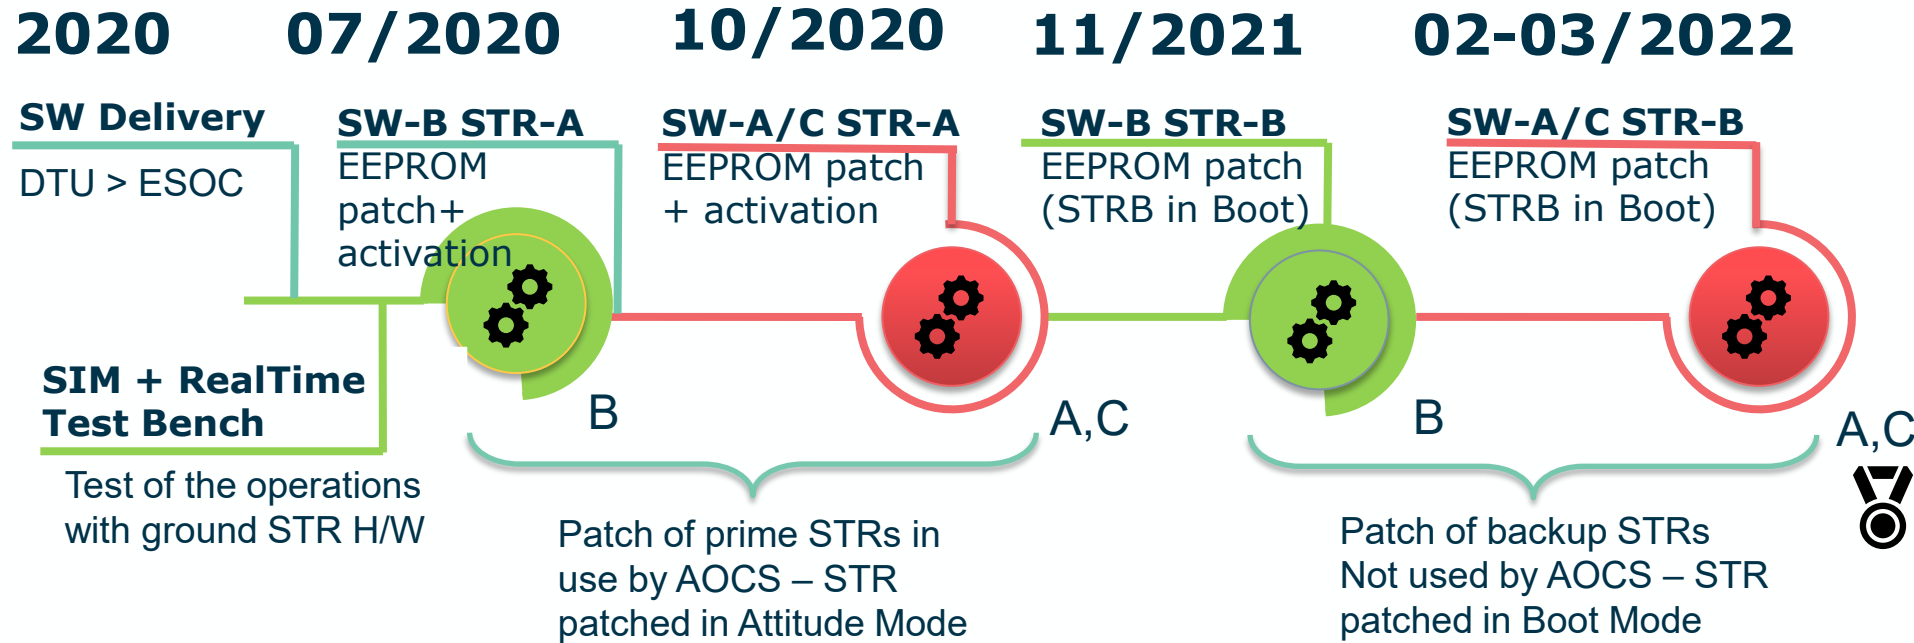 2020
07/2020
10/2020
11/2021
02-03/2022
SW Delivery
DTU > ESOC
SW-B STR-A
EEPROM
patch+
activation
SW-A/C STR-A
EEPROM patch
+ activation
SW-B STR-B
EEPROM patch
(STRB in Boot)
SW-A/C STR-B
EEPROM patch
(STRB in Boot)
SIM + RealTime
Test Bench
Test of the operations
with ground STR H/W
B
A,C
B
A,C
Patch of prime STRs in
use by AOCS – STR
patched in Attitude Mode
Patch of backup STRs
Not used by AOCS – STR
patched in Boot Mode